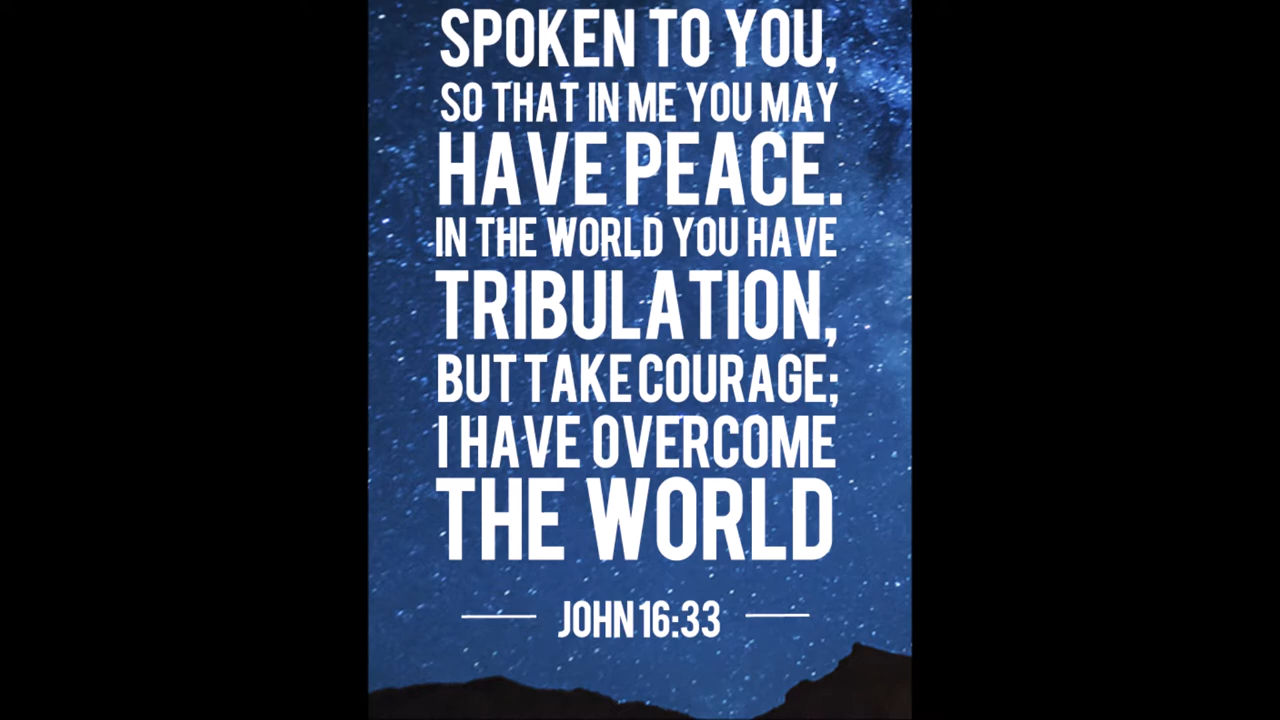 SPOKEN TO YOU,
SO THAT IN ME YOU MAY
HAVE PEACE.
IN THE WORLD YOU HAVE
TRIBULATION,
BUT TAKE COURAGE;
I HAVE OVERCOME
THE WORLD
JOHN 16:33